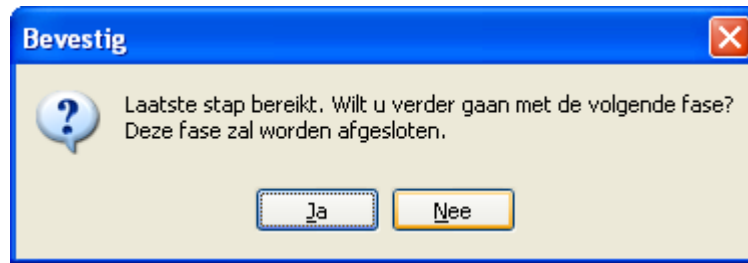 Bevestig
Laatste stap bereikt. Wilt u verder gaan met de volgende fase?
Deze fase zal worden afgesloten.
Ja
Nee